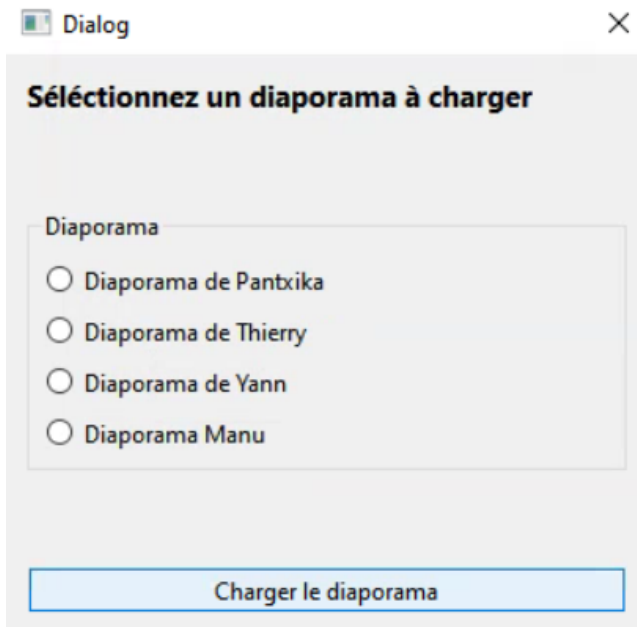 Dialog
Séléctionnez un diaporama à charger
Diaporama
Diaporama de Pantxika
Diaporama de Thierry
Diaporama de Yann
Diaporama Manu
Charger le diaporama